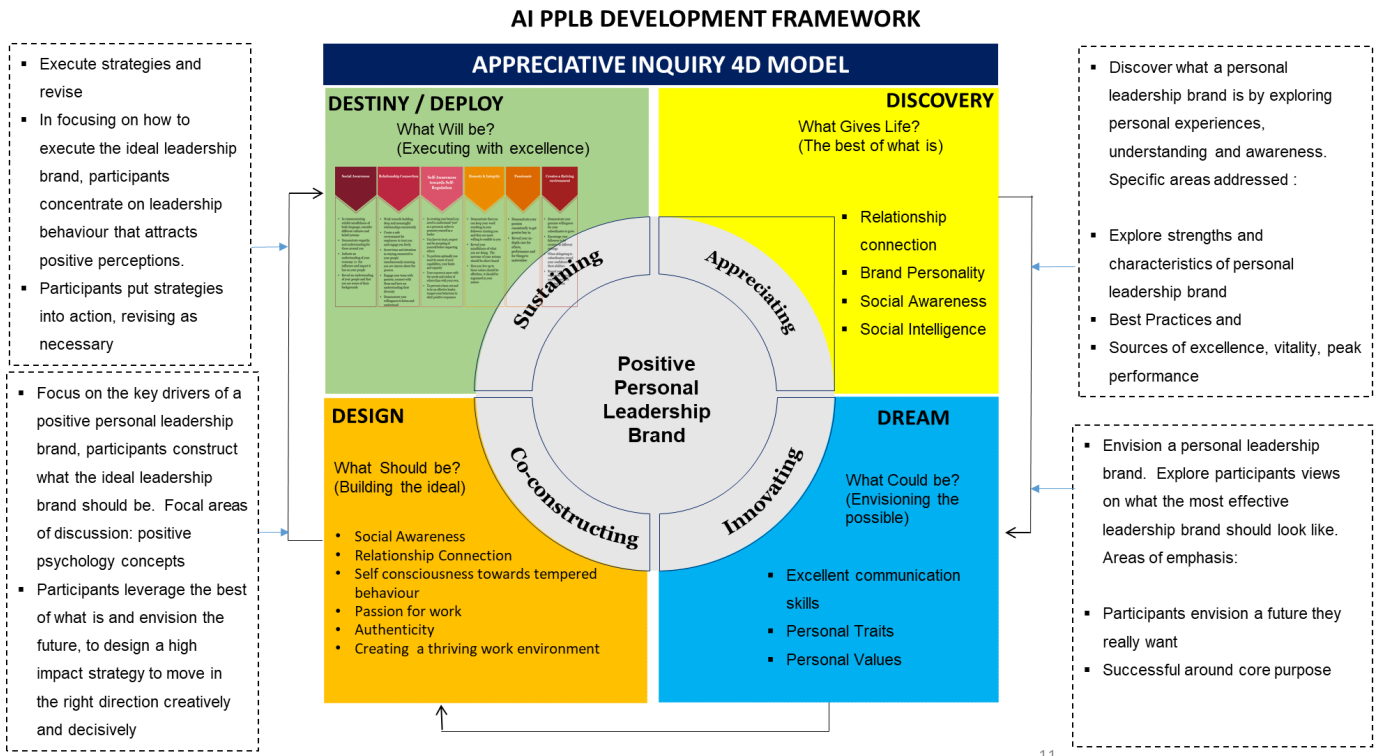 AI PPLB DEVELOPMENT FRAMEWORK
APPRECIATIVE INQUIRY 4D MODEL
▪ Execute strategies and
revise
▪ In focusing on how to
execute the ideal leadership
brand, participants
concentrate on leadership
behaviour that attracts
positive perceptions.
▪ Participants put strategies
into action, revising as
necessary
▪ Focus on the key drivers of a
positive personal leadership
brand, participants construct
what the ideal leadership
brand should be. Focal areas
of discussion: positive
psychology concepts
▪ Participants leverage the best
of what is and envision the
future, to design a high
impact strategy to move in
the right direction creatively
and decisively
DESTINY / DEPLOY
What Will be?
(Executing with excellence)
Social Awareness
Relationship Connection
Self-Awareness
towards Self
Regulation
Honesty & Integrity
Passionate
Creates a thriving
environment
DISCOVERY
What Gives Life?
(The best of what is)
▪ Relationship
connection
▪ Brand Personality
▪ Social Awareness
▪ Social Intelligence
Sustaining
Appreciating
Positive
Personal
Leadership
Brand
Co-constructing
Innovating
DESIGN
What Should be?
(Building the ideal)
• Social Awareness
• Relationship Connection
• Self consciousness towards tempered
behaviour
• Passion for work
• Authenticity
• Creating a thriving work environment
DREAM
What Could be?
(Envisioning the
possible)
▪ Excellent communication
skills
▪ Personal Traits
▪ Personal Values
▪ Discover what a personal
leadership brand is by exploring
personal experiences,
understanding and awareness.
Specific areas addressed :
▪ Explore strengths and
characteristics of personal
leadership brand
▪ Best Practices and
▪ Sources of excellence, vitality, peak
performance
▪ Envision a personal leadership
brand. Explore participants views
on what the most effective
leadership brand should look like.
Areas of emphasis:
▪ Participants envision a future they
really want
▪ Successful around core purpose
11